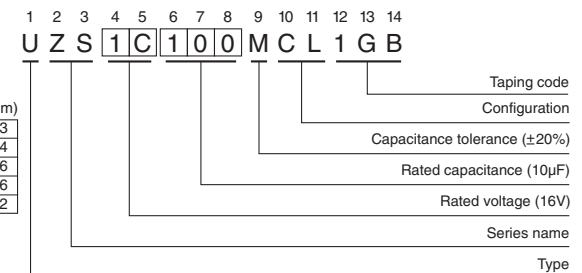 1 2 3 4 5 6 7 8 9 10 11 12 13 14
U Z S 1 C 1 0 0 M C L 1 G B
Taping code
m)
Configuration
3
Capacitance tolerance (±20%)
4
6
Rated capacitance (10µF)
6
2
Rated voltage (16V)
Series name
Type